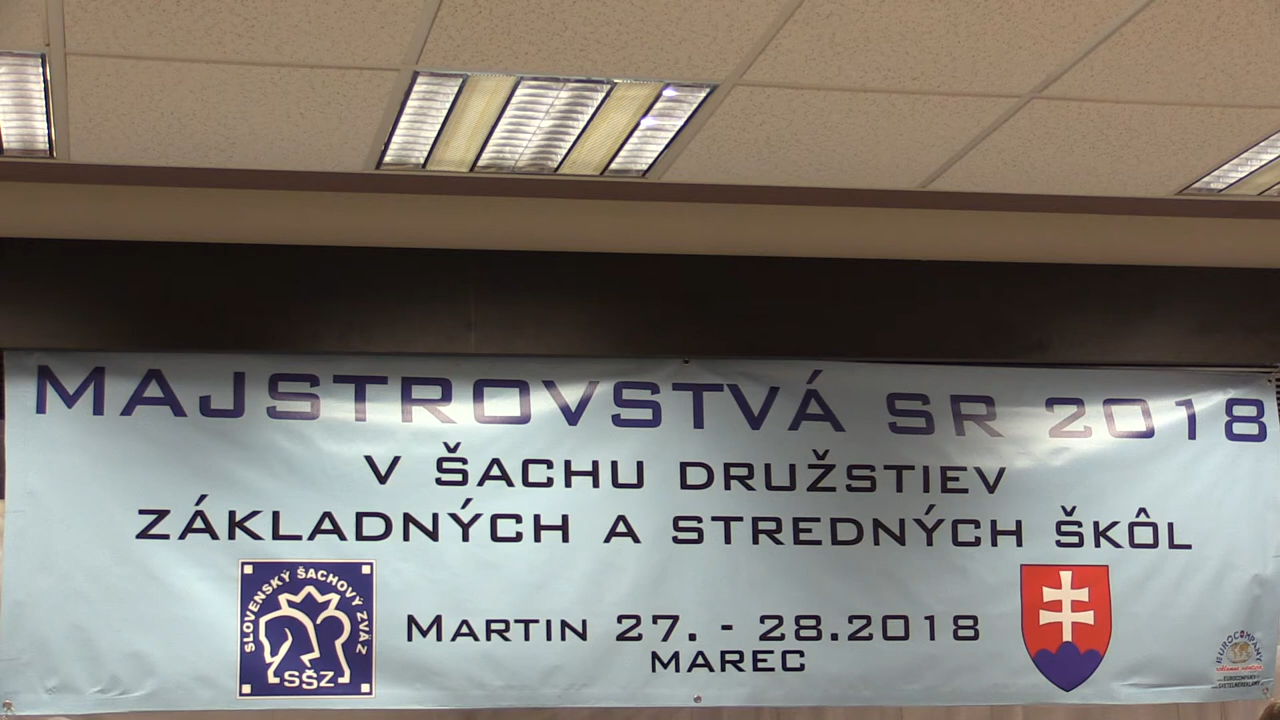 MAJSTROVSTVÁ SR 2018
V ŠACHU DRUŽSTIEV
ZÁKLADNÝCH A STREDNÝCH ŠKÔL
SLOVENSKÝ ŠACHOVÝ ZVÄZ
SŠZ
MARTIN 27. - 28.2018
MAREC
EUROCOMPANY